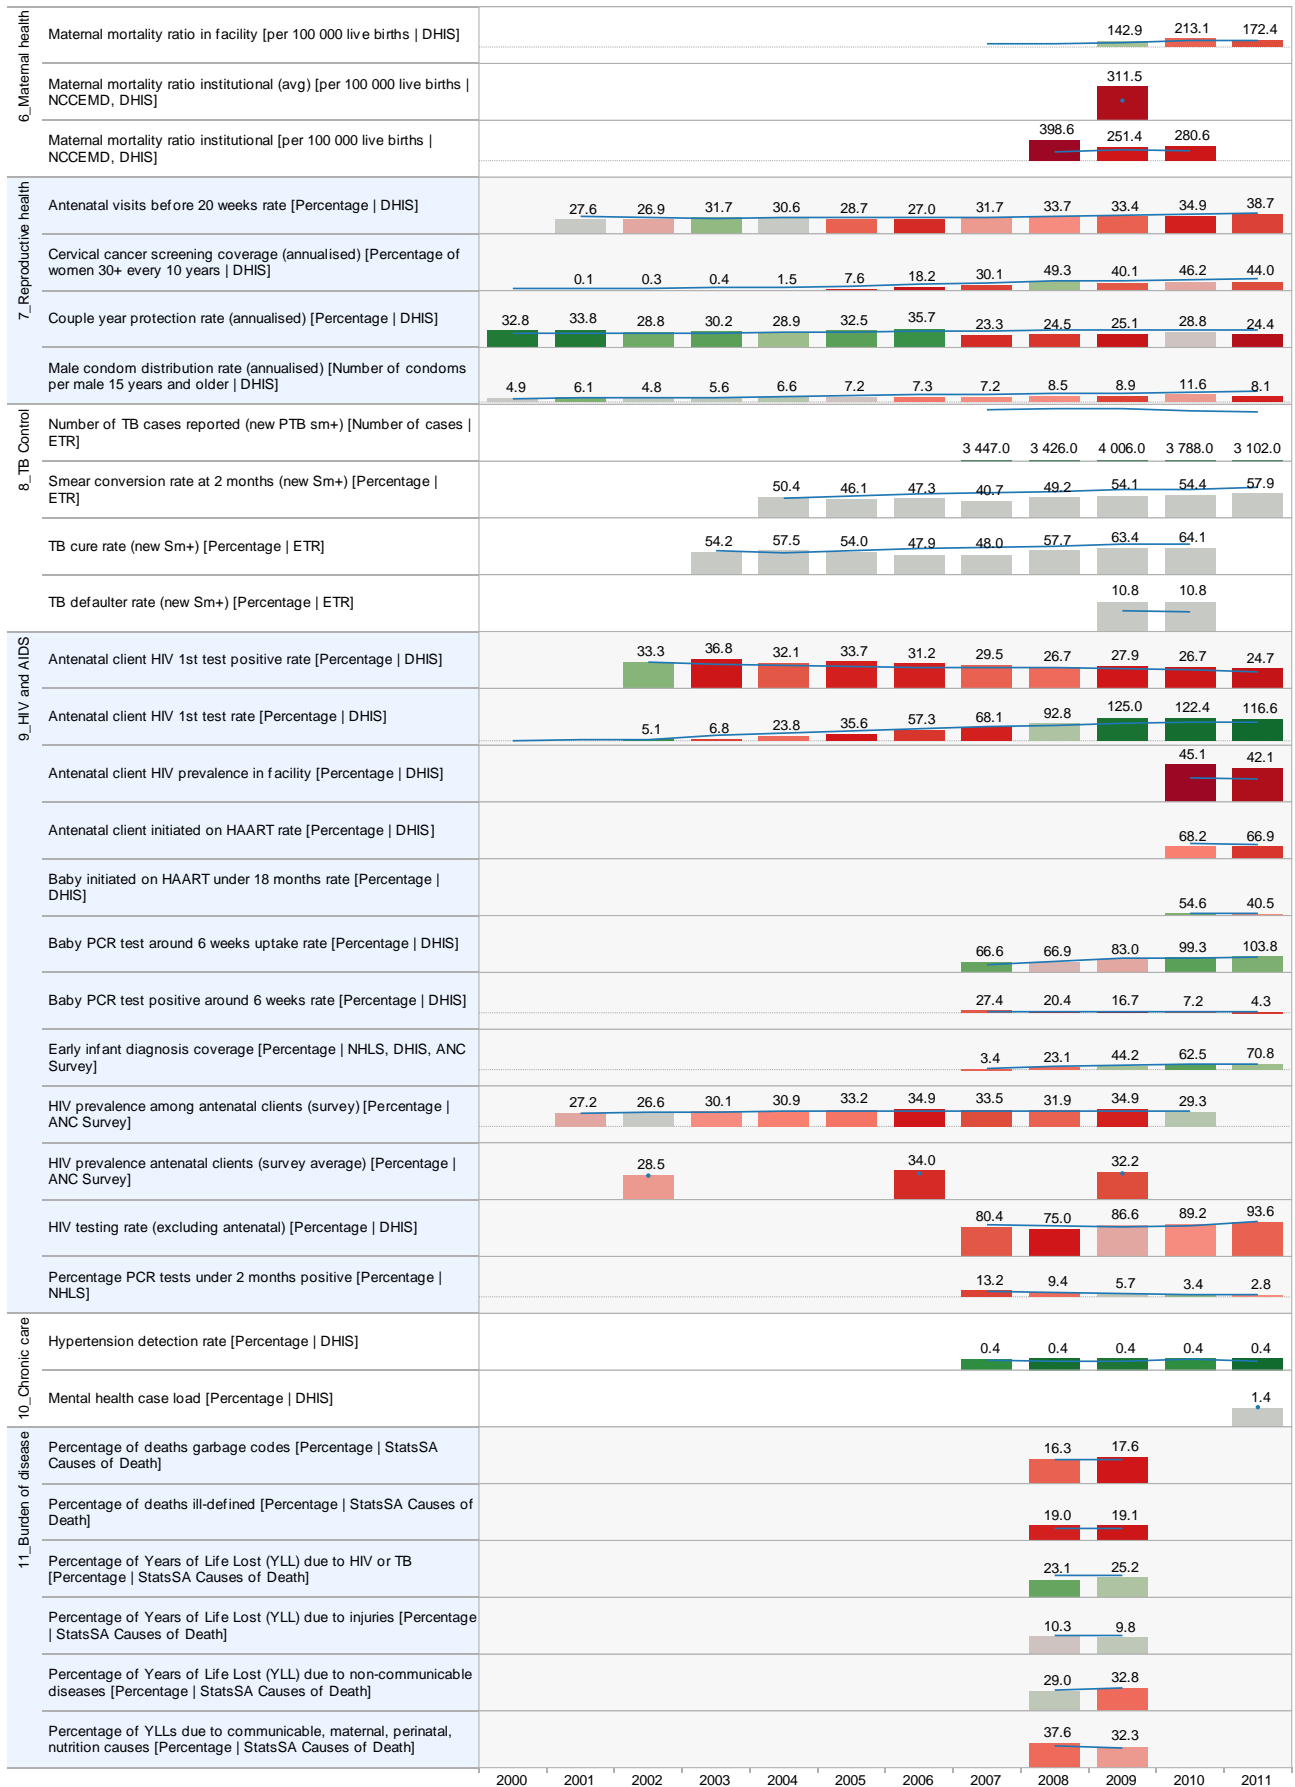 6_Maternal health
Maternal mortality ratio in facility [per 100 000 live births | DHIS]
142.9 213.1 172.4
Maternal mortality ratio institutional (avg) [per 100 000 live births |
NCCEMD, DHIS]
311.5
Maternal mortality ratio institutional [per 100 000 live births |
NCCEMD, DHIS]
398.6 251.4 280.6
7_Reproductive health
Antenatal visits before 20 weeks rate [Percentage | DHIS]
27.6 26.9 31.7 30.6 28.7 27.0 31.7 33.7 33.4 34.9 38.7
Cervical cancer screening coverage (annualised) [Percentage of
women 30+ every 10 years | DHIS]
0.1 0.3 0.4 1.5 7.6 18.2 30.1 49.3 40.1 46.2 44.0
Couple year protection rate (annualised) [Percentage | DHIS]
32.8 33.8 28.8 30.2 28.9 32.5 35.7 23.3 24.5 25.1 28.8 24.4
Male condom distribution rate (annualised) [Number of condoms
per male 15 years and older | DHIS]
4.9 6.1 4.8 5.6 6.6 7.2 7.3 7.2 8.5 8.9 11.6 8.1
8_TB Control
Number of TB cases reported (new PTB sm+) [Number of cases |
ETR]
3 447.0 3 426.0 4 006.0 3 788.0 3 102.0
Smear conversion rate at 2 months (new Sm+) [Percentage |
ETR]
50.4 46.1 47.3 40.7 49.2 54.1 54.4 57.9
TB cure rate (new Sm+) [Percentage | ETR]
54.2 57.5 54.0 47.9 48.0 57.7 63.4 64.1
TB defaulter rate (new Sm+) [Percentage | ETR]
10.8 10.8
9_HIV and AIDS
Antenatal client HIV 1st test positive rate [Percentage | DHIS]
33.3 36.8 32.1 33.7 31.2 29.5 26.7 27.9 26.7 24.7
Antenatal client HIV 1st test rate [Percentage | DHIS]
5.1 6.8 23.8 35.6 57.3 68.1 92.8 125.0 122.4 116.6
Antenatal client HIV prevalence in facility [Percentage | DHIS]
45.1 42.1
Antenatal client initiated on HAART rate [Percentage | DHIS]
68.2 66.9
Baby initiated on HAART under 18 months rate [Percentage |
DHIS]
54.6 40.5
Baby PCR test around 6 weeks uptake rate [Percentage | DHIS]
66.6 66.9 83.0 99.3 103.8
Baby PCR test positive around 6 weeks rate [Percentage | DHIS]
27.4 20.4 16.7 7.2 4.3
Early infant diagnosis coverage [Percentage | NHLS, DHIS, ANC
Survey]
3.4 23.1 44.2 62.5 70.8
HIV prevalence among antenatal clients (survey) [Percentage |
ANC Survey]
27.2 26.6 30.1 30.9 33.2 34.9 33.5 31.9 34.9 29.3
HIV prevalence antenatal clients (survey average) [Percentage |
ANC Survey]
28.5 34.0 32.2
HIV testing rate (excluding antenatal) [Percentage | DHIS]
80.4 75.0 86.6 89.2 93.6
Percentage PCR tests under 2 months positive [Percentage |
NHLS]
13.2 9.4 5.7 3.4 2.8
10_Chronic care
Hypertension detection rate [Percentage | DHIS]
0.4 0.4 0.4 0.4 0.4
Mental health case load [Percentage | DHIS]
1.4
11_Burden of disease
Percentage of deaths garbage codes [Percentage | StatsSA
Causes of Death]
16.3 17.6
Percentage of deaths ill-defined [Percentage | StatsSA Causes of
Death]
19.0 19.1
Percentage of Years of Life Lost (YLL) due to HIV or TB
[Percentage | StatsSA Causes of Death]
23.1 25.2
Percentage of Years of Life Lost (YLL) due to injuries [Percentage
| StatsSA Causes of Death]
10.3 9.8
Percentage of Years of Life Lost (YLL) due to non-communicable
diseases [Percentage | StatsSA Causes of Death]
29.0 32.8
Percentage of YLLs due to communicable, maternal, perinatal,
nutrition causes [Percentage | StatsSA Causes of Death]
37.6 32.3
2000 2001 2002 2003 2004 2005 2006 2007 2008 2009 2010 2011